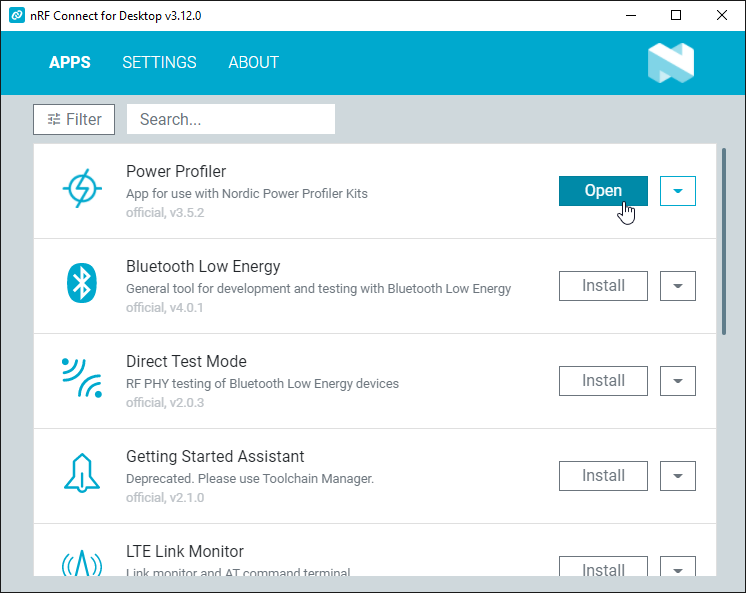 nRF Connect for Desktop v3.12.0
APPS SETTINGS ABOUT
Filter Search...
Power Profiler
App for use with Nordic Power Profiler Kits
official, v3.5.2
Open
Bluetooth Low Energy
General tool for development and testing with Bluetooth Low Energy
official, v4.0.1
Install
Direct Test Mode
RF PHY testing of Bluetooth Low Energy devices
official, v2.0.3
Install
Getting Started Assistant
Deprecated. Please use Toolchain Manager.
official, v2.1.0
Install
LTE Link Monitor
Link monitor and AT command terminal
Install